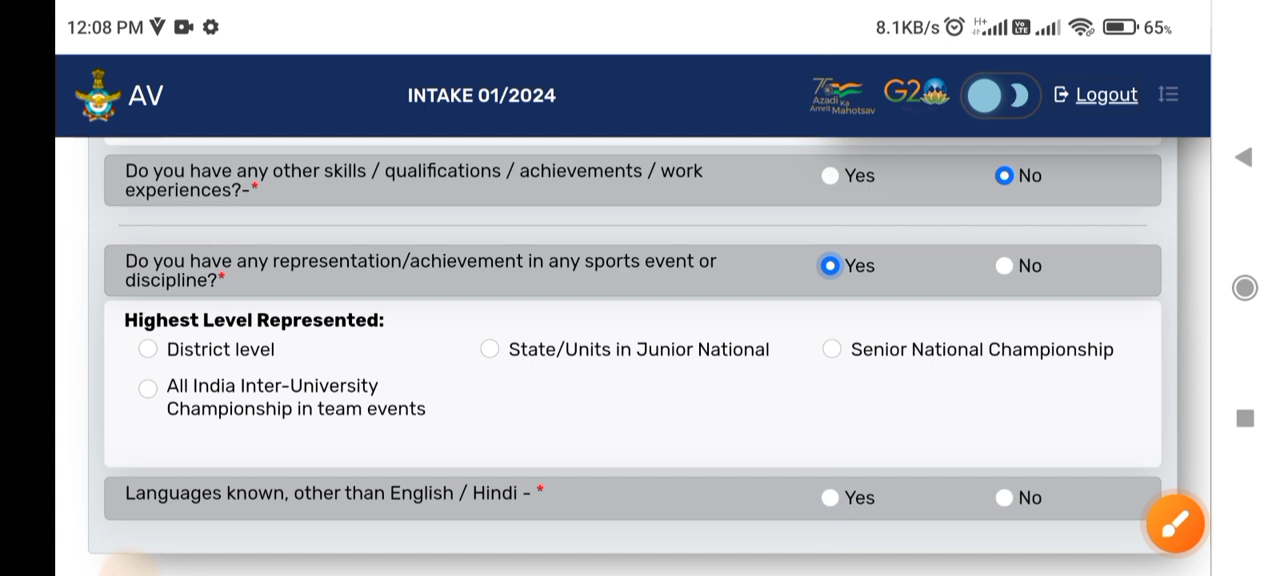 12:08 PM
8.1KB/s
H+
Vo
LTE
65%
AV
INTAKE 01/2024
Azadi Ka
Amrit Mahotsav
G20
Logout
Do you have any other skills / qualifications / achievements / work
experiences?-*
Yes
No
Do you have any representation/achievement in any sports event or
discipline?*
Yes
No
Highest Level Represented:
District level
State/Units in Junior National
Senior National Championship
All India Inter-University
Championship in team events
Languages known, other than English / Hindi - *
Yes
No